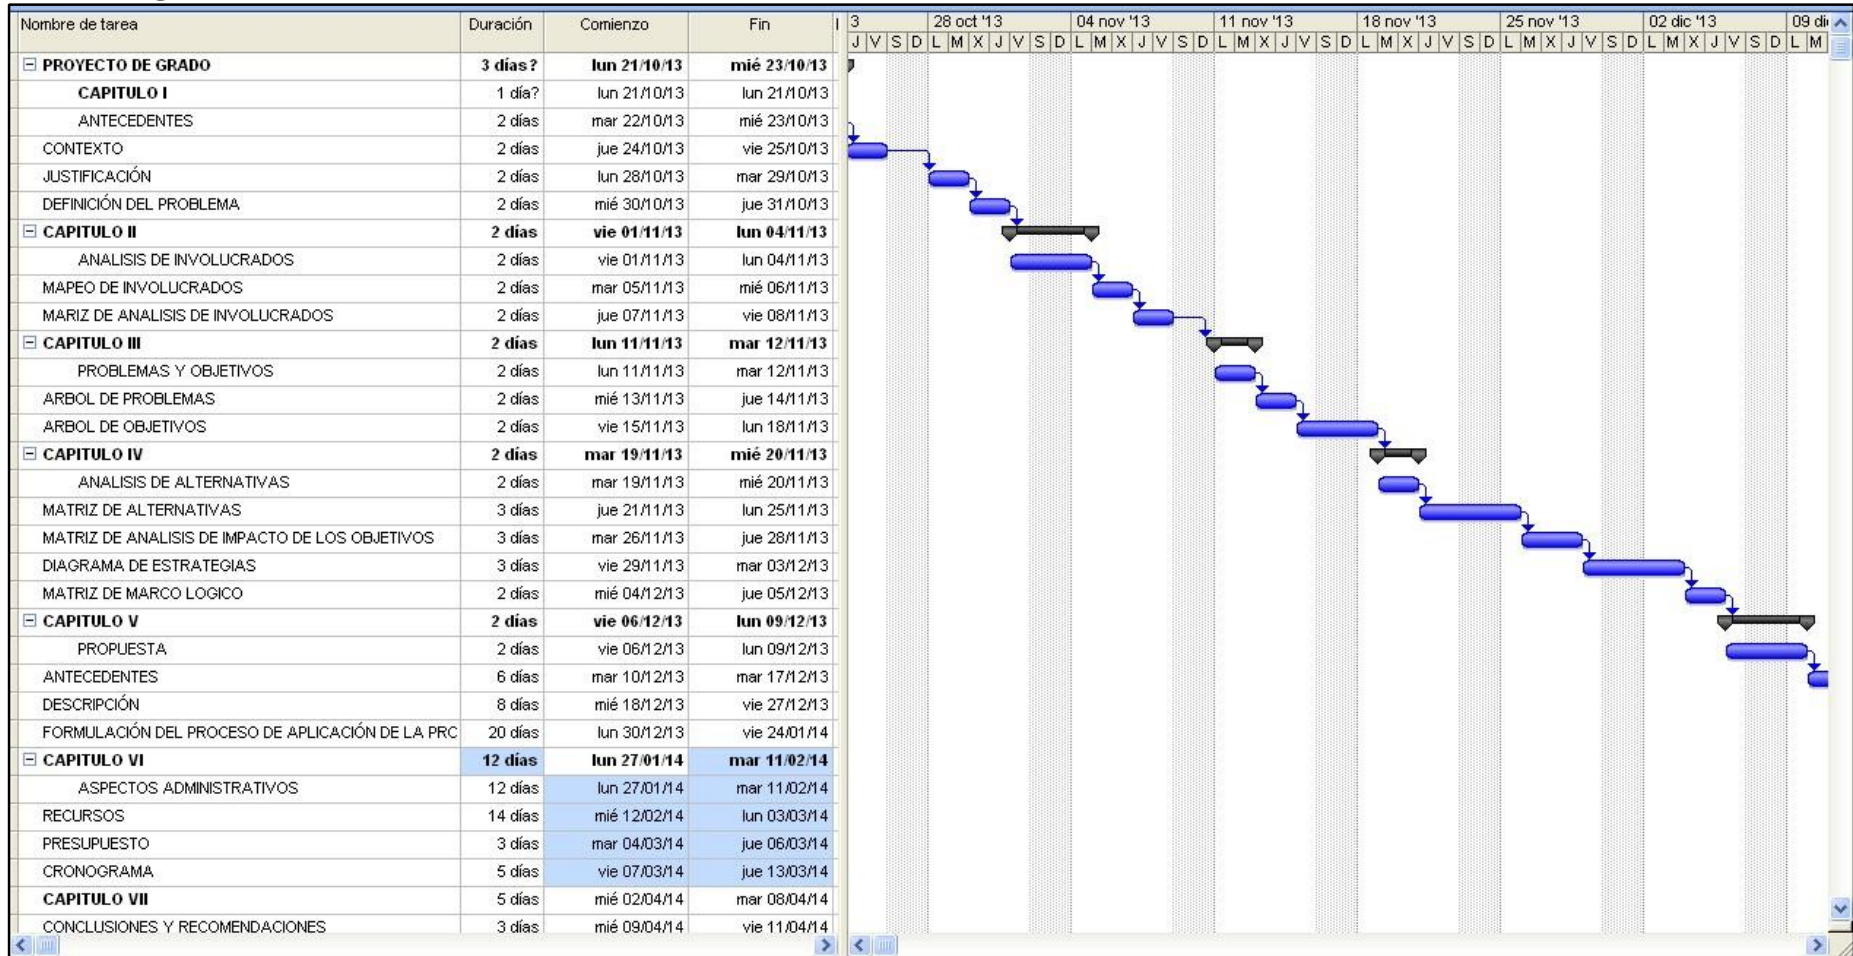 Nombre de tarea Duración Comienzo Fin
3 28 oct '13 04 nov '13 11 nov '13 18 nov '13 25 nov '13 02 dic '13 09 di
J V S D L M X J V S D L M X J V S D L M X J V S D L M X J V S D L M X J V S D L M X J V S D L M
PROYECTO DE GRADO 3 días? lun 21/10/13 mié 23/10/13
CAPITULO I 1 día? lun 21/10/13 lun 21/10/13
ANTECEDENTES 2 días mar 22/10/13 mié 23/10/13
CONTEXTO 2 días jue 24/10/13 vie 25/10/13
JUSTIFICACIÓN 2 días lun 28/10/13 mar 29/10/13
DEFINICIÓN DEL PROBLEMA 2 días mié 30/10/13 jue 31/10/13
CAPITULO II 2 días vie 01/11/13 lun 04/11/13
ANALISIS DE INVOLUCRADOS 2 días vie 01/11/13 lun 04/11/13
MAPEO DE INVOLUCRADOS 2 días mar 05/11/13 mié 06/11/13
MARIZ DE ANALISIS DE INVOLUCRADOS 2 días jue 07/11/13 vie 08/11/13
CAPITULO III 2 días lun 11/11/13 mar 12/11/13
PROBLEMAS Y OBJETIVOS 2 días lun 11/11/13 mar 12/11/13
ARBOL DE PROBLEMAS 2 días mié 13/11/13 jue 14/11/13
ARBOL DE OBJETIVOS 2 días vie 15/11/13 lun 18/11/13
CAPITULO IV 2 días mar 19/11/13 mié 20/11/13
ANALISIS DE ALTERNATIVAS 2 días mar 19/11/13 mié 20/11/13
MATRIZ DE ALTERNATIVAS 3 días jue 21/11/13 lun 25/11/13
MATRIZ DE ANALISIS DE IMPACTO DE LOS OBJETIVOS 3 días mar 26/11/13 jue 28/11/13
DIAGRAMA DE ESTRATEGIAS 3 días vie 29/11/13 mar 03/12/13
MATRIZ DE MARCO LOGICO 2 días mié 04/12/13 jue 05/12/13
CAPITULO V 2 días vie 06/12/13 lun 09/12/13
PROPUESTA 2 días vie 06/12/13 lun 09/12/13
ANTECEDENTES 6 días mar 10/12/13 mar 17/12/13
DESCRIPCIÓN 8 días mié 18/12/13 vie 27/12/13
FORMULACIÓN DEL PROCESO DE APLICACIÓN DE LA PRC 20 días lun 30/12/13 vie 24/01/14
CAPITULO VI 12 días lun 27/01/14 mar 11/02/14
ASPECTOS ADMINISTRATIVOS 12 días lun 27/01/14 mar 11/02/14
RECURSOS 14 días mié 12/02/14 lun 03/03/14
PRESUPUESTO 3 días mar 04/03/14 jue 06/03/14
CRONOGRAMA 5 días vie 07/03/14 jue 13/03/14
CAPITULO VII 5 días mié 02/04/14 mar 08/04/14
CONCLUSIONES Y RECOMENDACIONES 3 días mié 09/04/14 vie 11/04/14